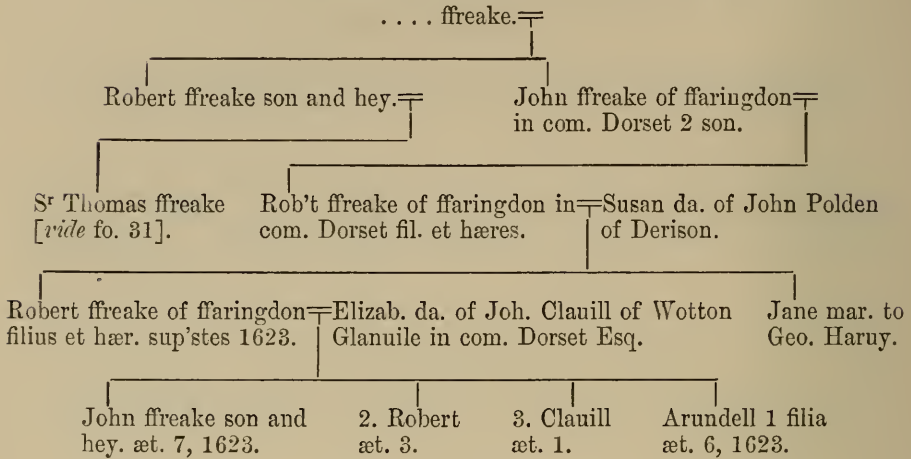 .... ffreake.
Robert ffreake son and hey.
John ffreake of ffaringdon
in com. Dorset 2 son.
Sʳ Thomas ffreake
[vide fo. 31].
Rob't ffreake of ffaringdon in
com. Dorset fil. et hæres.
Susan da. of John Polden
of Derison.
Robert ffreake of ffaringdon
filius et hær. sup'stes 1623.
Elizab. da. of Joh. Clauill of Wotton
Glanuile in com. Dorset Esq.
Jane mar. to
Geo. Haruy.
John ffreake son and
hey. æt. 7, 1623.
2. Robert
æt. 3.
3. Clauill
æt. 1.
Arundell 1 filia
æt. 6, 1623.